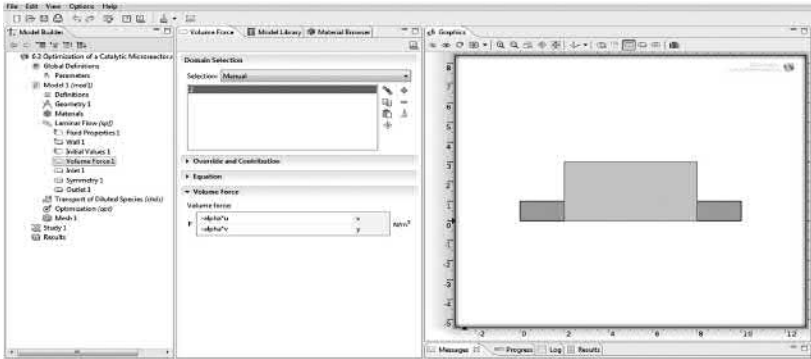 File Edit View Options Help
Model Builder
6-2 Optimization of a Catalytic Microreactor
Global Definitions
Parameters
Model 1 (mod1)
Definitions
Geometry 1
Materials
Laminar Flow (spf)
Fluid Properties 1
Wall 1
Initial Values 1
Volume Force 1
Inlet 1
Symmetry 1
Outlet 1
Transport of Diluted Species (chds)
Optimization (opt)
Mesh 1
Study 1
Results
Volume Force Model Library Material Browser
Domain Selection
Selection: Manual
2
Override and Contribution
Equation
Volume Force
Volume force:
-alpha*u x
F N/m³
-alpha*v y
Graphics
8
7
6
5
4
3
2
1
0
-1
-2
-3
-4
-5
-2 0 2 4 6 8 10 12
Messages Progress Log Results